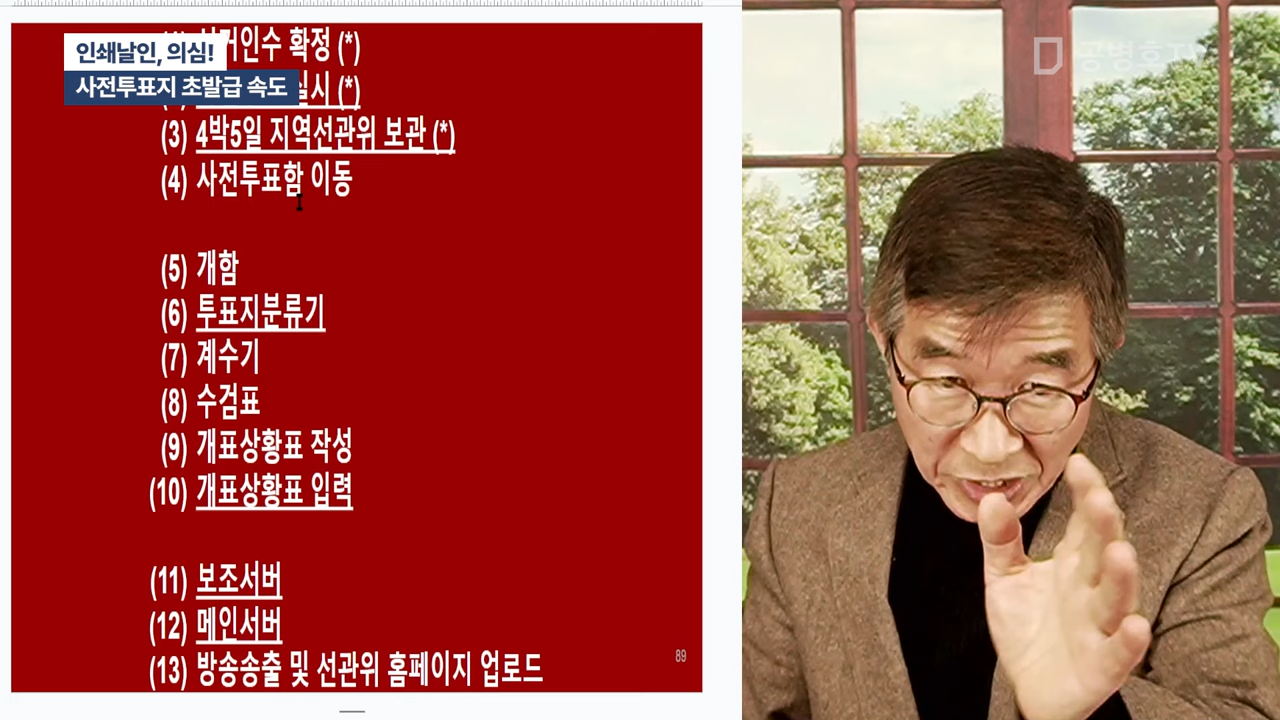 인쇄날인, 의심!
사전투표지 초발급 속도
확정 (*)
(*)
(3) 4박5일 지역선관위 보관 (*)
(4) 사전투표함 이동
(5) 개함
(6) 투표지분류기
(7) 계수기
(8) 수검표
(9) 개표상황표 작성
(10) 개표상황표 입력
(11) 보조서버
(12) 메인서버
(13) 방송송출 및 선관위 홈페이지 업로드
89
공병호TV